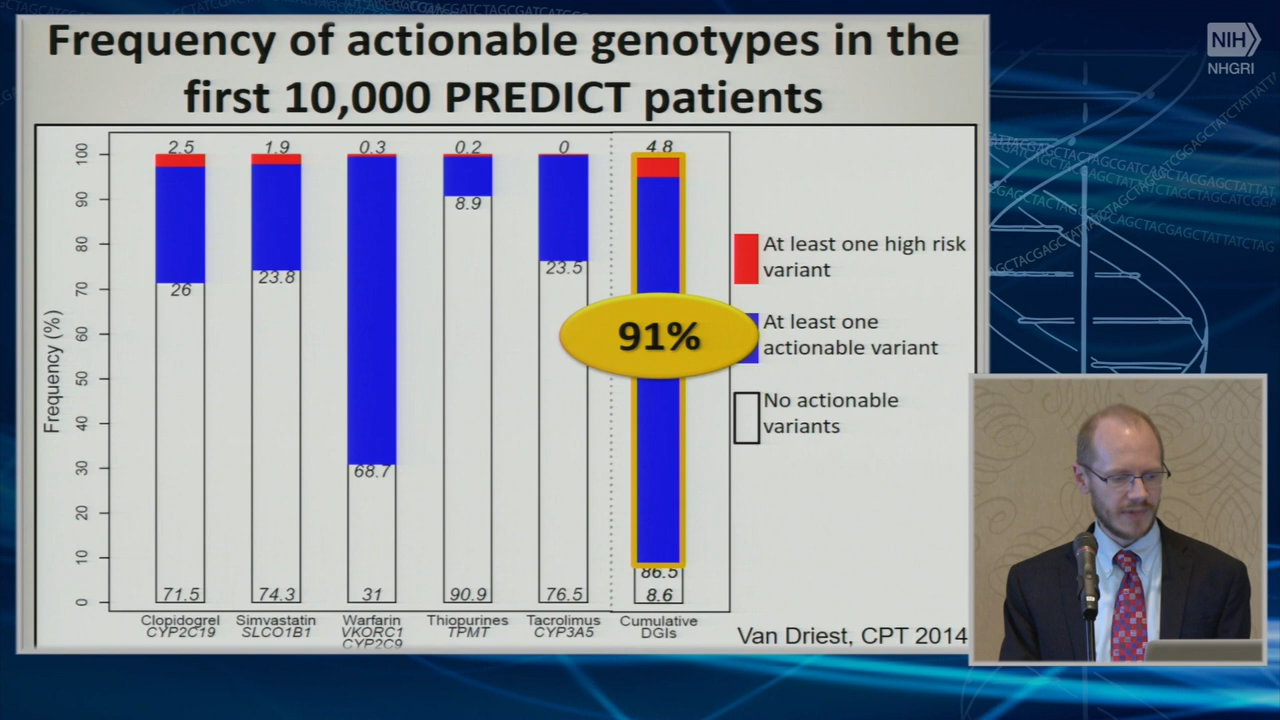 Frequency of actionable genotypes in the
first 10,000 PREDICT patients
NIH
NHGRI
2.5 1.9 0.3 0.2 0 4.8
Frequency (%)
100
90
80
70
60
50
40
30
20
10
0
26 23.8 68.7 8.9 23.5 86.5
91%
71.5 74.3 31 90.9 76.5 8.6
Clopidogrel
CYP2C19
Simvastatin
SLCO1B1
Warfarin
VKORC1
CYP2C9
Thiopurines
TPMT
Tacrolimus
CYP3A5
Cumulative
DGIs
At least one high risk
variant
At least one
actionable variant
No actionable
variants
Van Driest, CPT 2014